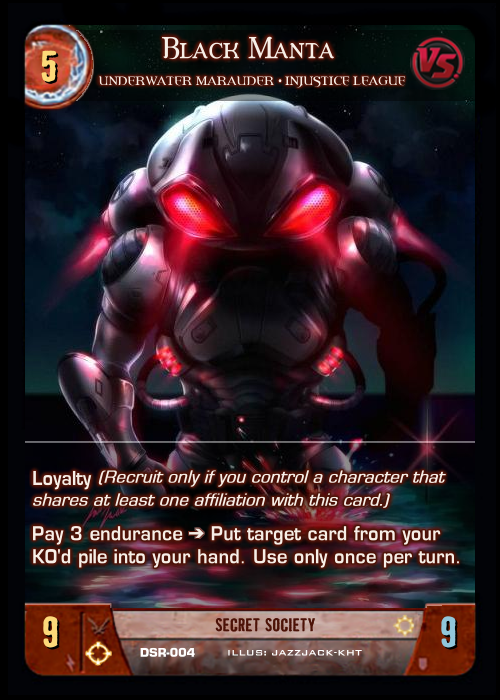 5
Black Manta
VS
Underwater Marauder • Injustice League
Loyalty (Recruit only if you control a character that
shares at least one affiliation with this card.)
Pay 3 endurance ➔ Put target card from your
KO'd pile into your hand. Use only once per turn.
9
SECRET SOCIETY
9
DSR-004
ILLUS: JAZZJACK-KHT